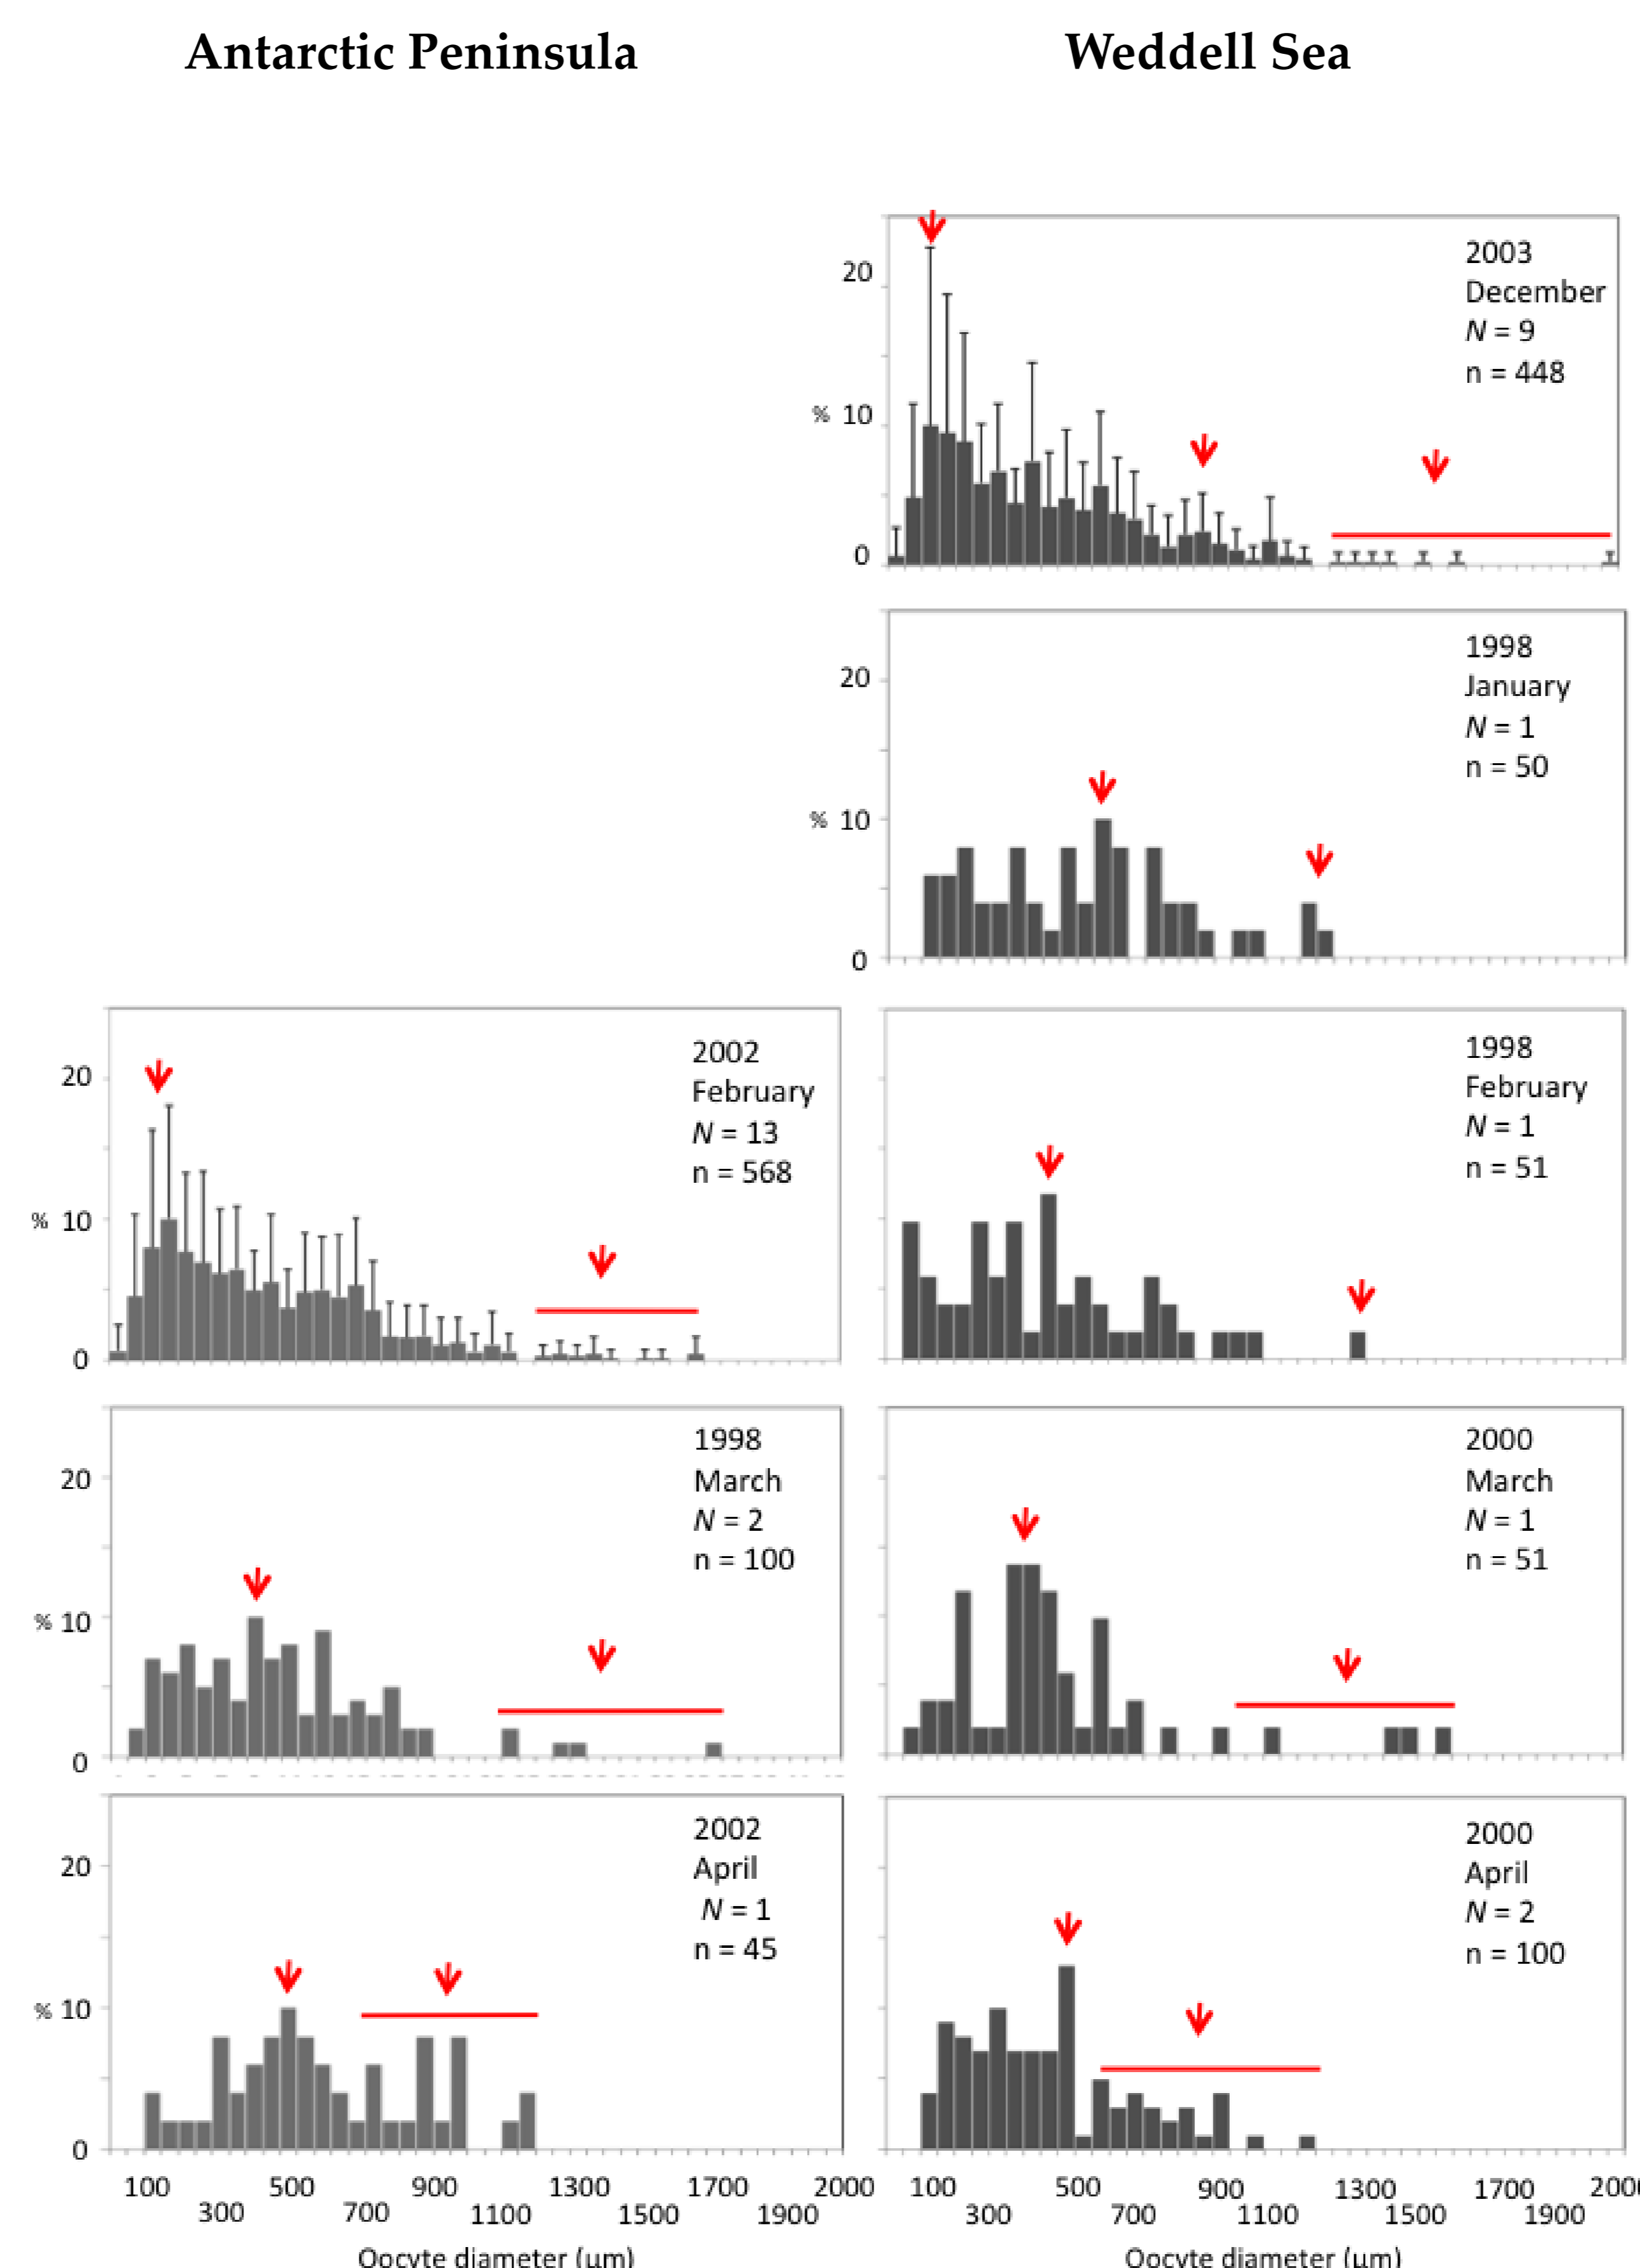 Antarctic Peninsula
Weddell Sea
20
% 10
0
2003
December
N = 9
n = 448
20
% 10
0
1998
January
N = 1
n = 50
20
% 10
0
2002
February
N = 13
n = 568
1998
February
N = 1
n = 51
20
% 10
0
1998
March
N = 2
n = 100
2000
March
N = 1
n = 51
20
% 10
0
2002
April
N = 1
n = 45
2000
April
N = 2
n = 100
100 500 900 1300 1700 2000
300 700 1100 1500 1900
Oocyte diameter (µm)
100 500 900 1300 1700 200
300 700 1100 1500 1900
Oocyte diameter (µm)